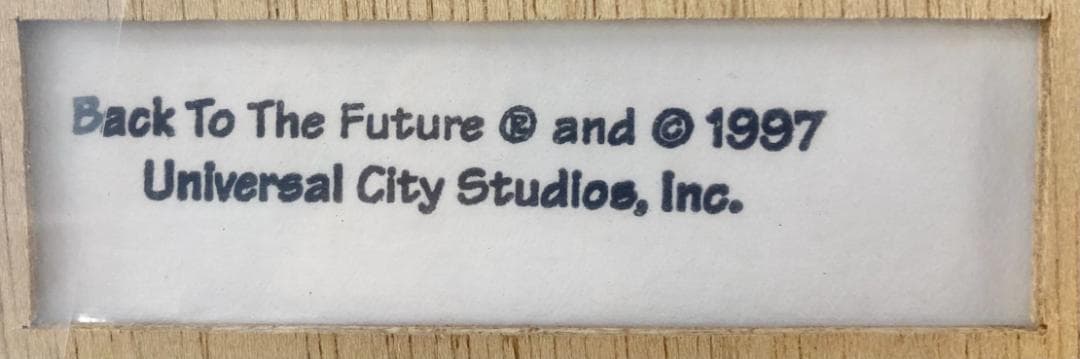 Back To The Future ® and © 1997
Universal City Studios, Inc.